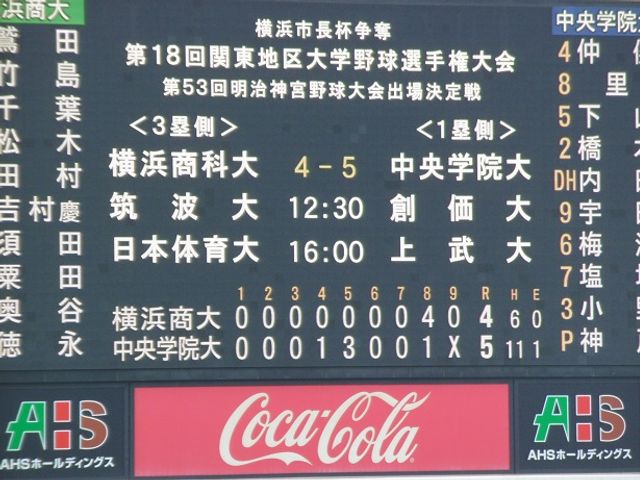 浜商大
鷲田
竹島
千葉
松木
田村
吉村慶
須田
粟田
奥谷
徳永
横浜市長杯争奪
第18回関東地区大学野球選手権大会
第53回明治神宮野球大会出場決定戦
<3塁側> <1塁側>
横浜商科大 4-5 中央学院大
筑波大 12:30 創価大
日本体育大 16:00 上武大
1 2 3 4 5 6 7 8 9 R H E
横浜商大 0 0 0 0 0 0 0 4 0 4 6 0
中央学院大 0 0 0 1 3 0 0 1 X 5 11 1
中央学院
4 仲
8 里
5 下
2 橋
DH 内
9 宇
6 梅
7 塩
3 小
P 神
AHS
AHSホールディングス
Coca-Cola
AHS
AHSホールディングス